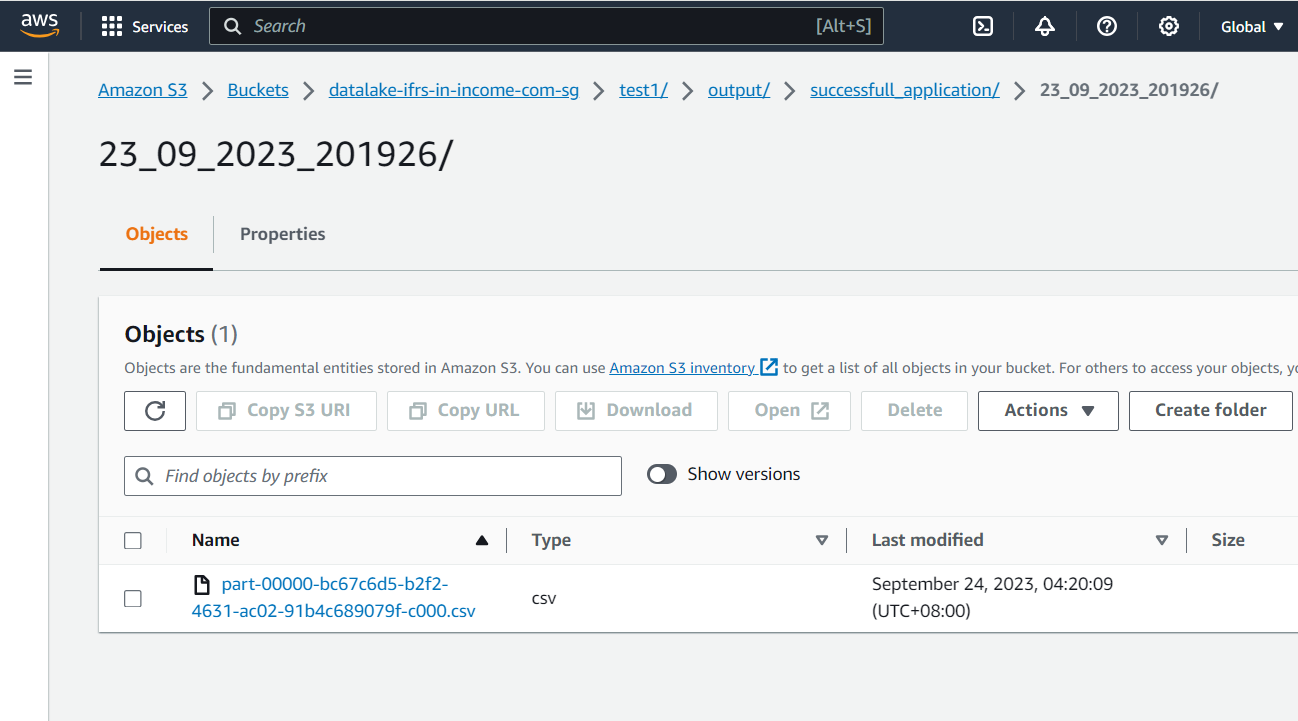 aws Services Search [Alt+S] Global
Amazon S3 Buckets datalake-ifrs-in-income-com-sg test1/ output/ successfull_application/ 23_09_2023_201926/
23_09_2023_201926/
Objects Properties
Objects (1)
Objects are the fundamental entities stored in Amazon S3. You can use Amazon S3 inventory to get a list of all objects in your bucket. For others to access your objects,
Copy S3 URI Copy URL Download Open Delete Actions Create folder
Find objects by prefix Show versions
Name Type Last modified Size
part-00000-bc67c6d5-b2f2- csv September 24, 2023, 04:20:09
4631-ac02-91b4c689079f-c000.csv (UTC+08:00)